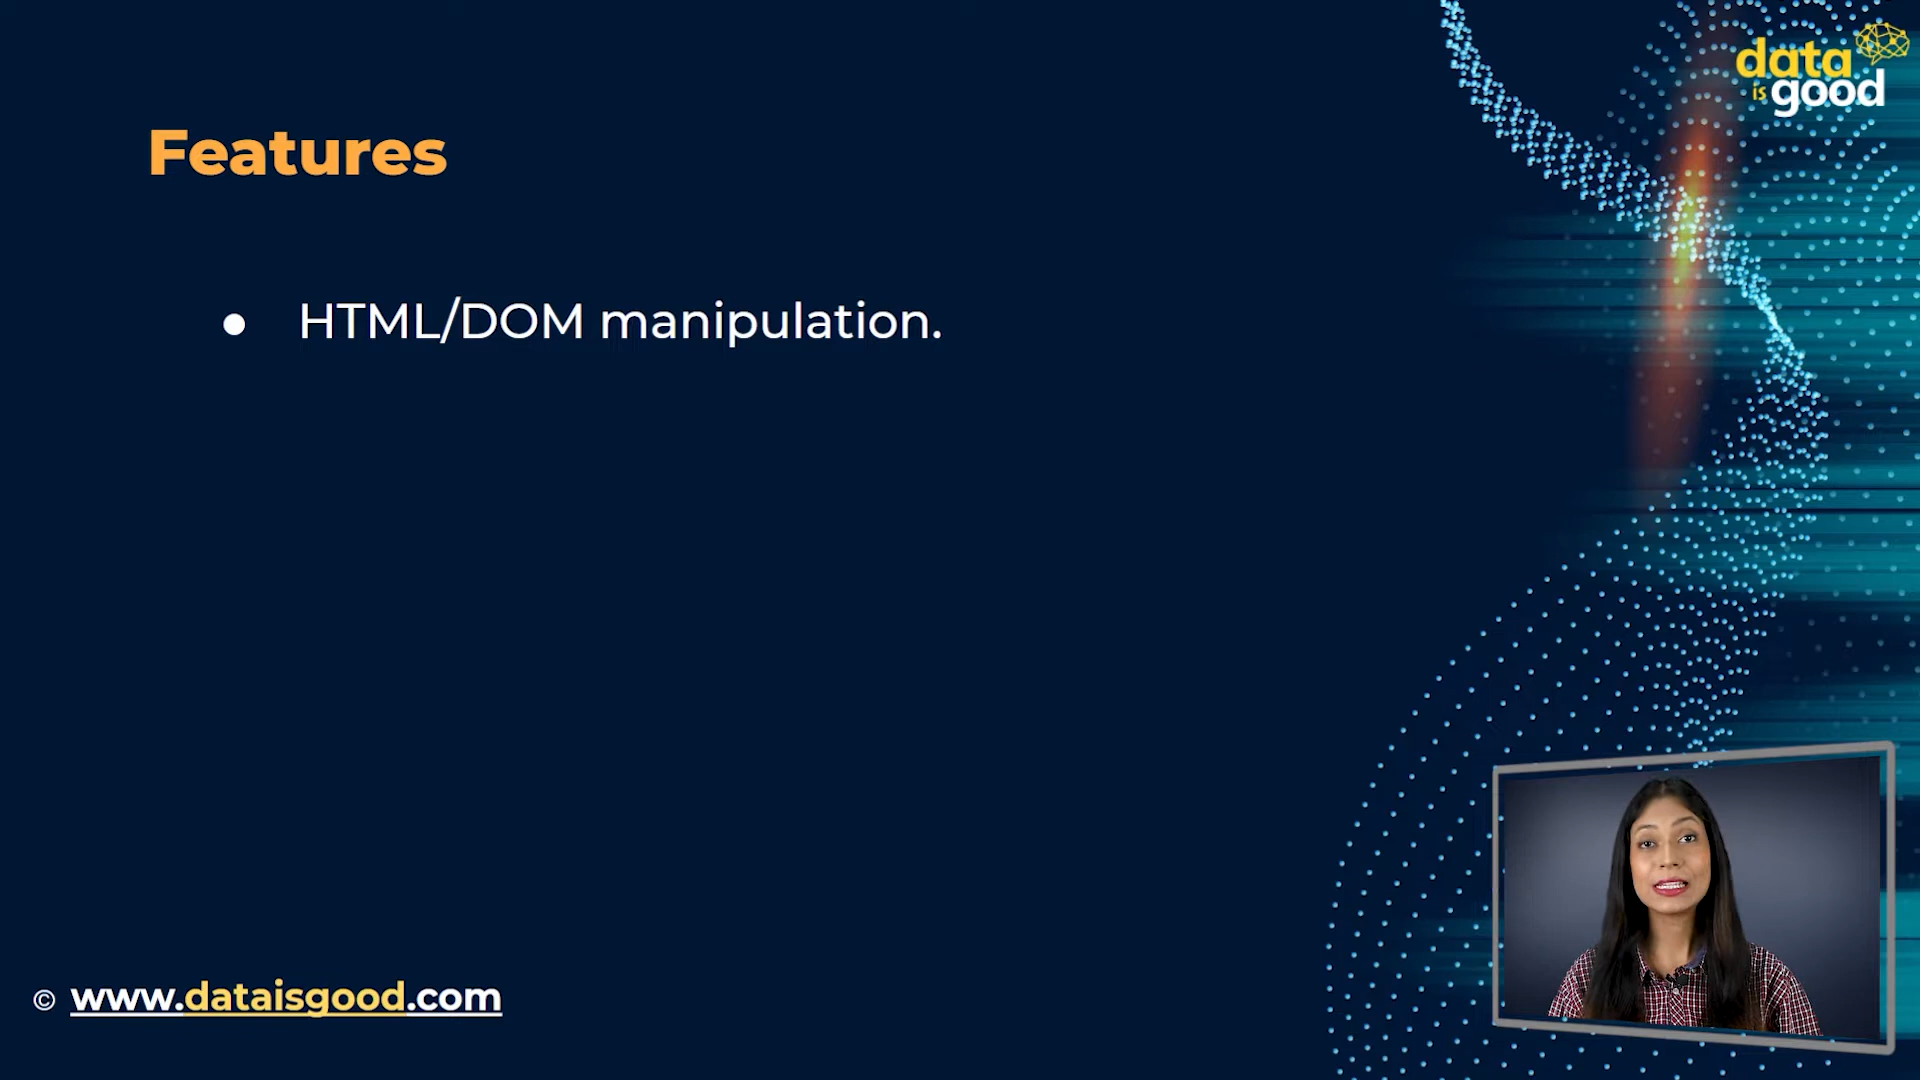 data
is good
Features
● HTML/DOM manipulation.
© www.dataisgood.com